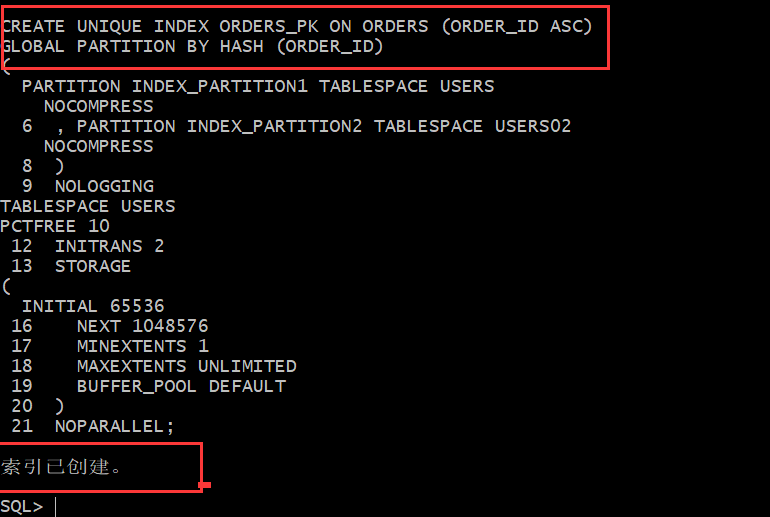 CREATE UNIQUE INDEX ORDERS_PK ON ORDERS (ORDER_ID ASC)
GLOBAL PARTITION BY HASH (ORDER_ID)
(
  PARTITION INDEX_PARTITION1 TABLESPACE USERS
    NOCOMPRESS
  6  , PARTITION INDEX_PARTITION2 TABLESPACE USERS02
    NOCOMPRESS
  8  )
  9  NOLOGGING
TABLESPACE USERS
PCTFREE 10
 12  INITRANS 2
 13  STORAGE
(
  INITIAL 65536
 16    NEXT 1048576
 17    MINEXTENTS 1
 18    MAXEXTENTS UNLIMITED
 19    BUFFER_POOL DEFAULT
 20  )
 21  NOPARALLEL;
索引已创建。
SQL>